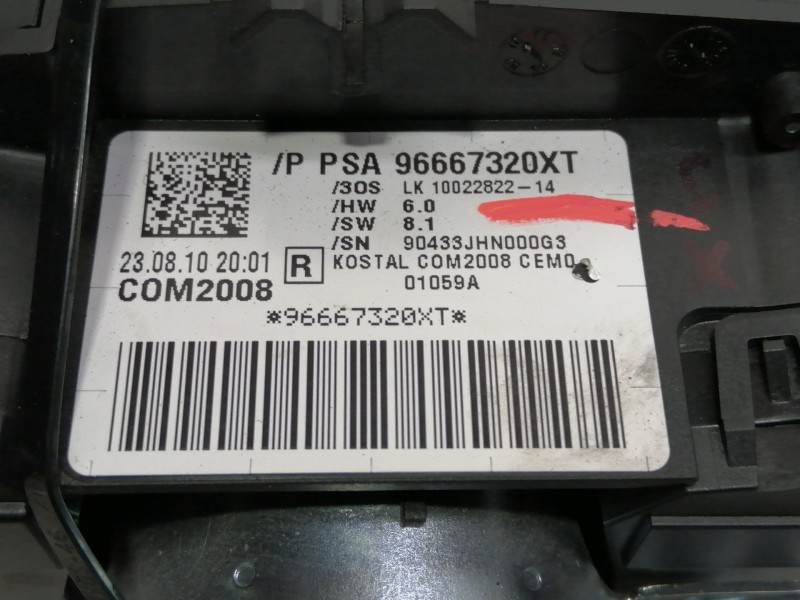 /P PSA 96667320XT
/3OS LK 10022822-14
/HW 6.0
/SW 8.1
/SN 90433JHN000G3
23.08.10 20:01 R KOSTAL COM2008 CEM0
COM2008 01059A
*96667320XT*